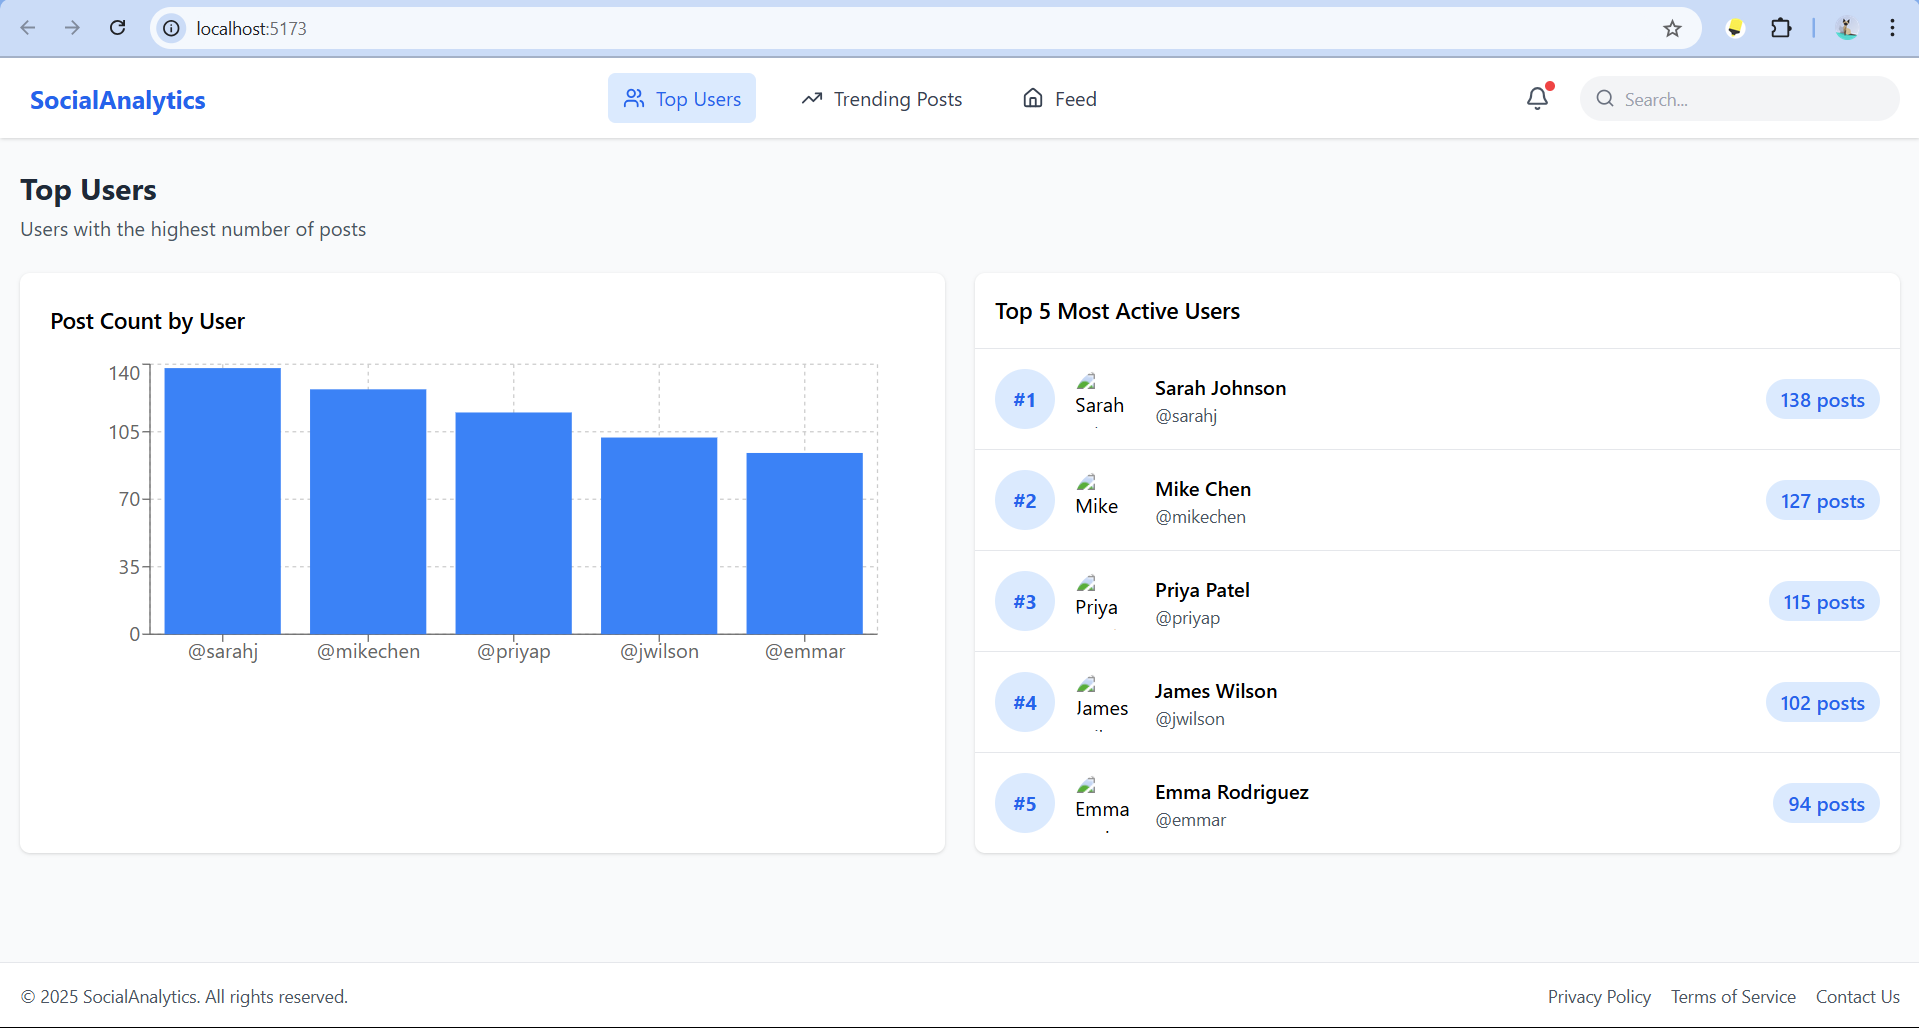 localhost:5173
SocialAnalytics
Top Users
Trending Posts
Feed
Search...
Top Users
Users with the highest number of posts
Post Count by User
140
105
70
35
0
@sarahj
@mikechen
@priyap
@jwilson
@emmar
Top 5 Most Active Users
#1
Sarah
Sarah Johnson
@sarahj
138 posts
#2
Mike
Mike Chen
@mikechen
127 posts
#3
Priya
Priya Patel
@priyap
115 posts
#4
James
James Wilson
@jwilson
102 posts
#5
Emma
Emma Rodriguez
@emmar
94 posts
© 2025 SocialAnalytics. All rights reserved.
Privacy Policy
Terms of Service
Contact Us